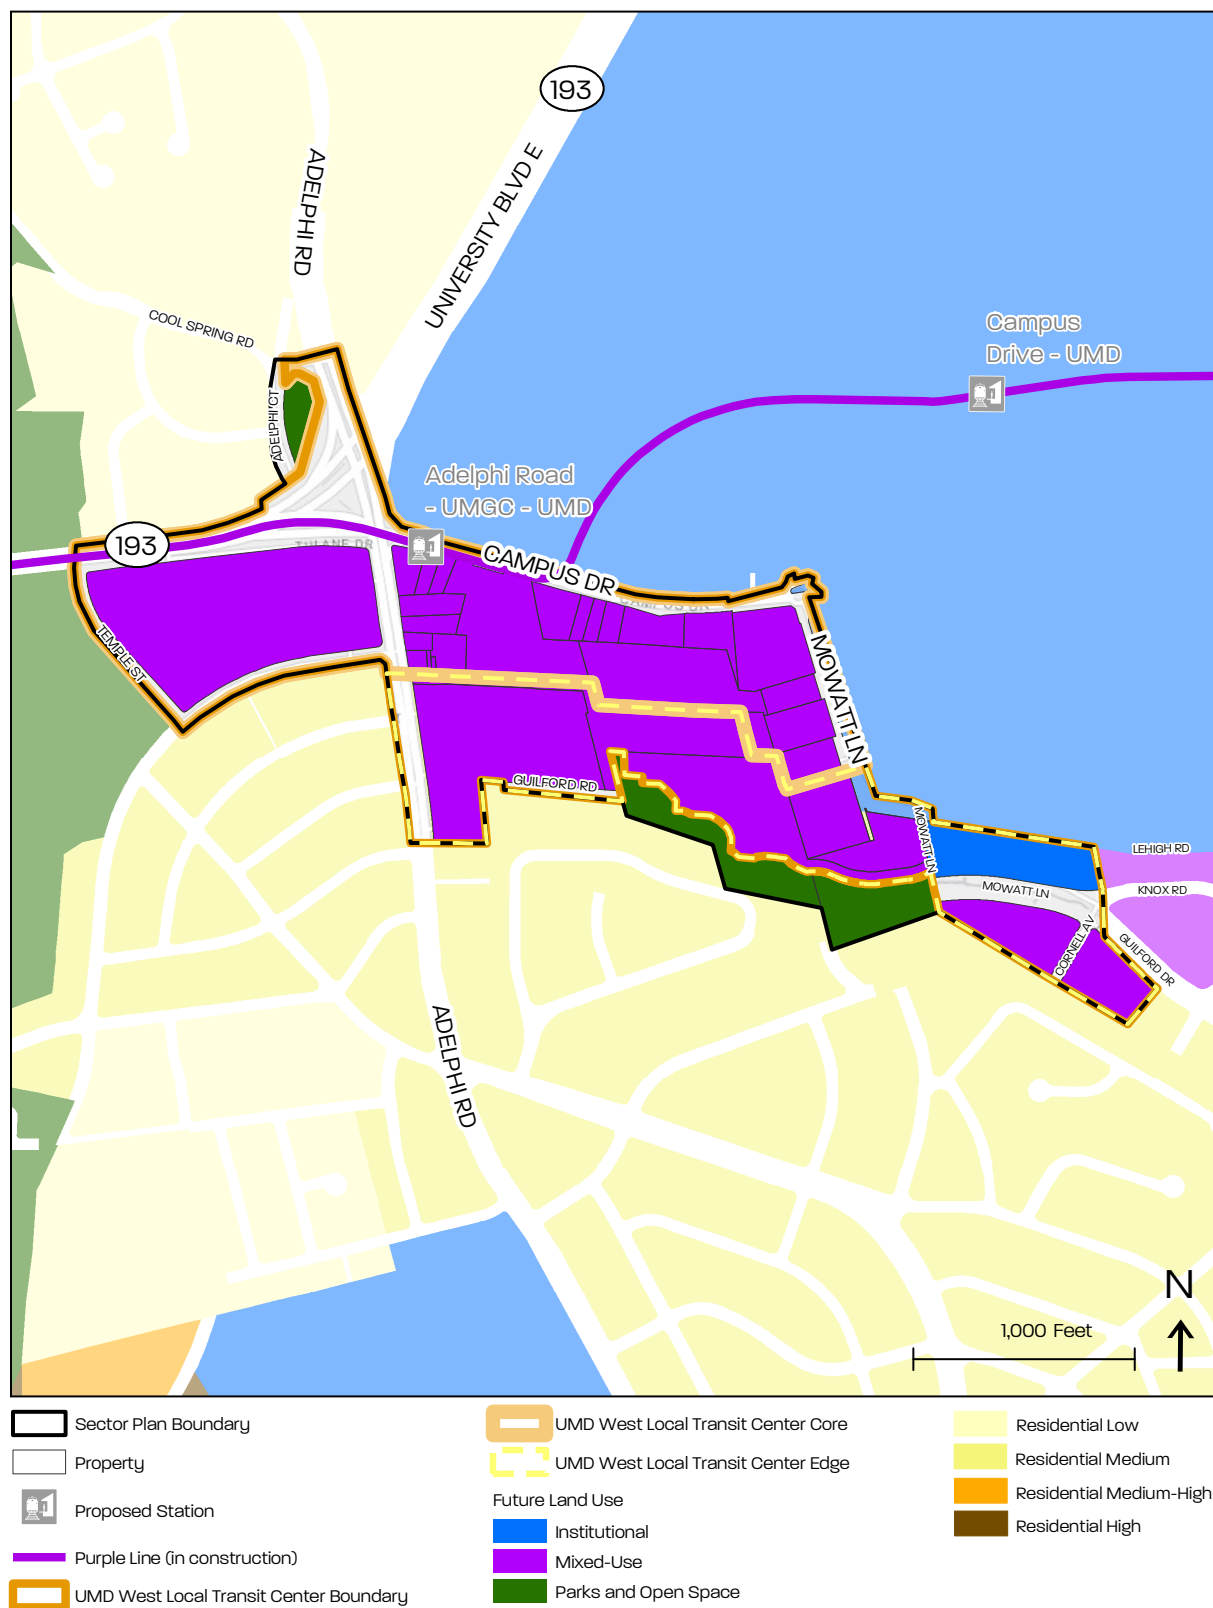 193
ADELPHI RD
UNIVERSITY BLVD E
COOL SPRING RD
Campus
Drive - UMD
ADELPHI CT
Adelphi Road
- UMGC - UMD
193
TULANE DR
CAMPUS DR
CAMPUS DR
TEMPLE ST
MOWATT LN
GUILFORD RD
MOWATT LN
LEHIGH RD
MOWATT LN
KNOX RD
CORNELL AV
GUILFORD DR
ADELPHI RD
N
1,000 Feet
Sector Plan Boundary
Property
Proposed Station
Purple Line (in construction)
UMD West Local Transit Center Boundary
UMD West Local Transit Center Core
UMD West Local Transit Center Edge
Future Land Use
Institutional
Mixed-Use
Parks and Open Space
Residential Low
Residential Medium
Residential Medium-High
Residential High